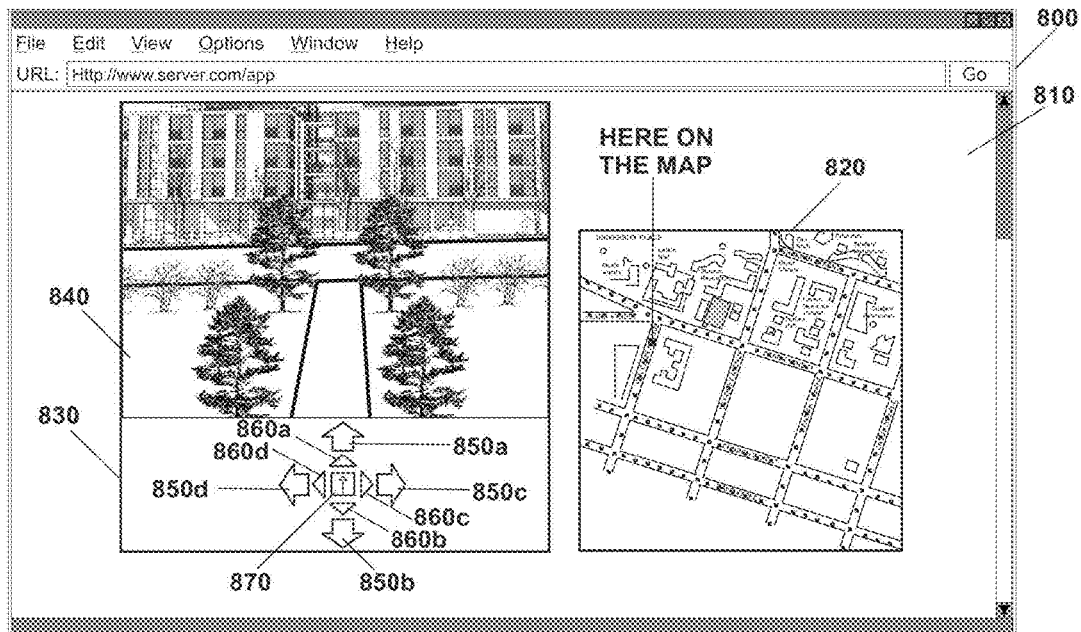 800
File Edit View Options Window Help
URL: Http://www.server.com/app Go
810
HERE ON
THE MAP
820
840
830
860a
850a
860d
850d
850c
860c
860b
870
850b